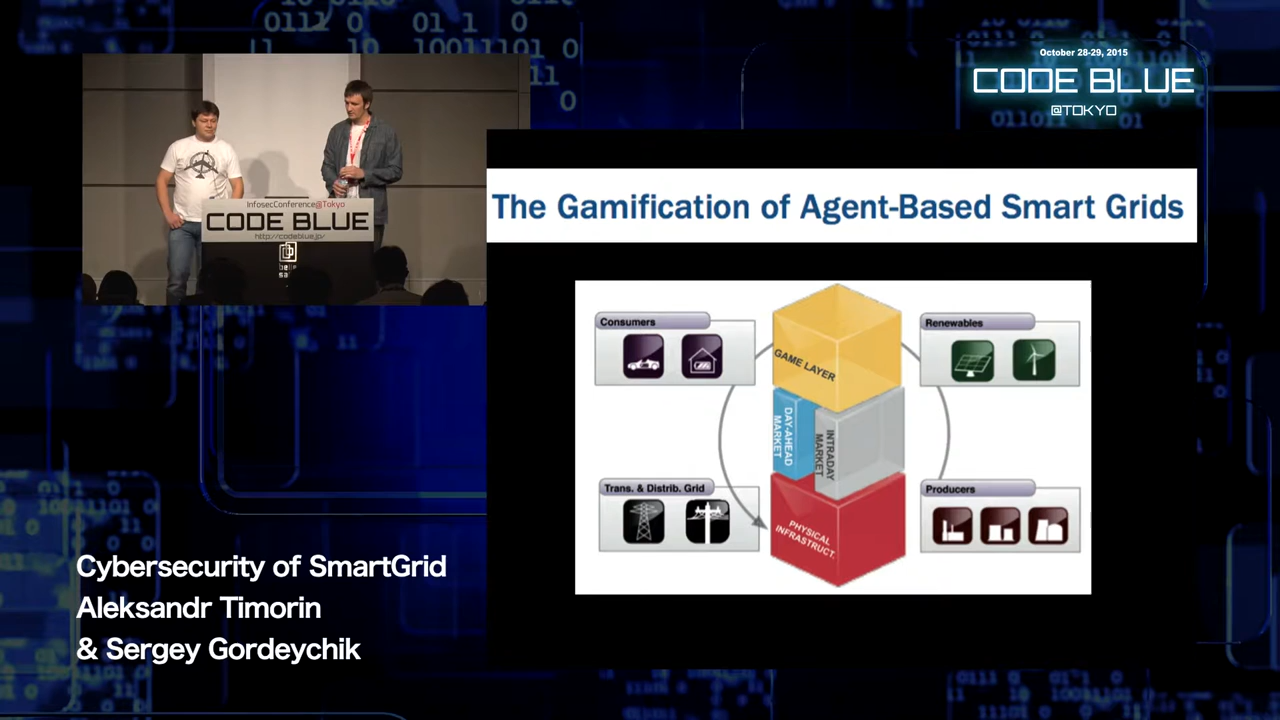 October 28-29, 2015
CODE BLUE
@TOKYO
InfosecConference@Tokyo
CODE BLUE
http://codeblue.jp/
The Gamification of Agent-Based Smart Grids
Consumers
Renewables
GAME LAYER
DAY-AHEAD
MARKET
INTRADAY
MARKET
Trans. & Distrib. Grid
Producers
PHYSICAL
INFRASTRUCT.
Cybersecurity of SmartGrid
Aleksandr Timorin
& Sergey Gordeychik